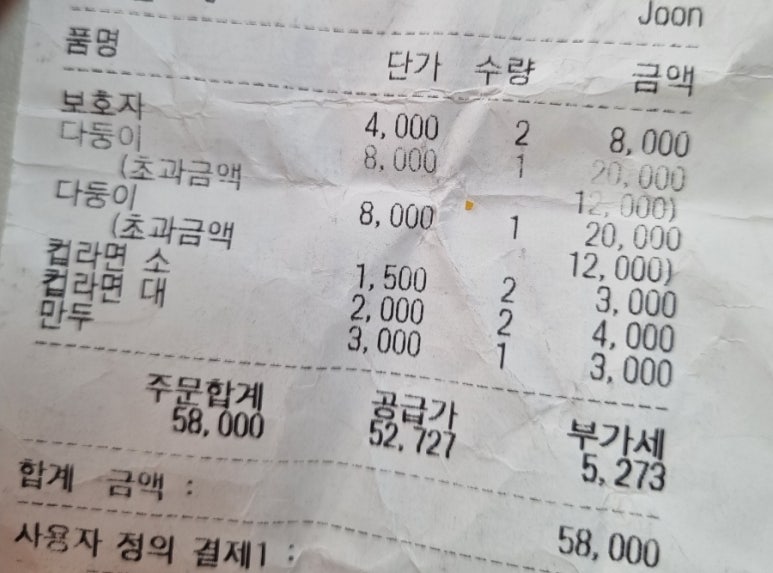 Joon
품명 단가 수량 금액
보호자 4,000 2 8,000
다둥이 8,000 1 20,000
(초과금액 12,000)
다둥이 8,000 1 20,000
(초과금액 12,000)
컵라면 소 1,500 2 3,000
컵라면 대 2,000 2 4,000
만두 3,000 1 3,000
주문합계 공급가 부가세
58,000 52,727 5,273
합계 금액 : 58,000
사용자 정의 결제1 :